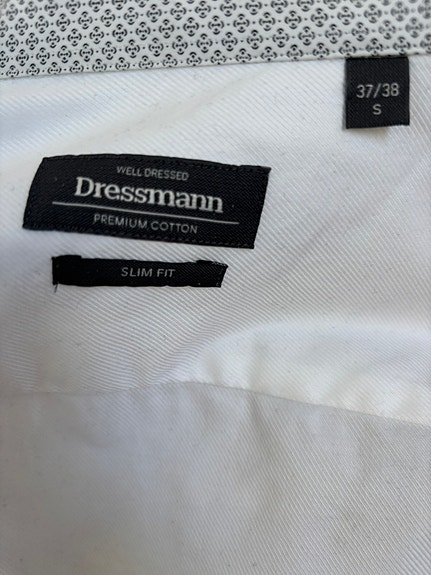 37/38
S
WELL DRESSED
Dressmann
PREMIUM COTTON
SLIM FIT